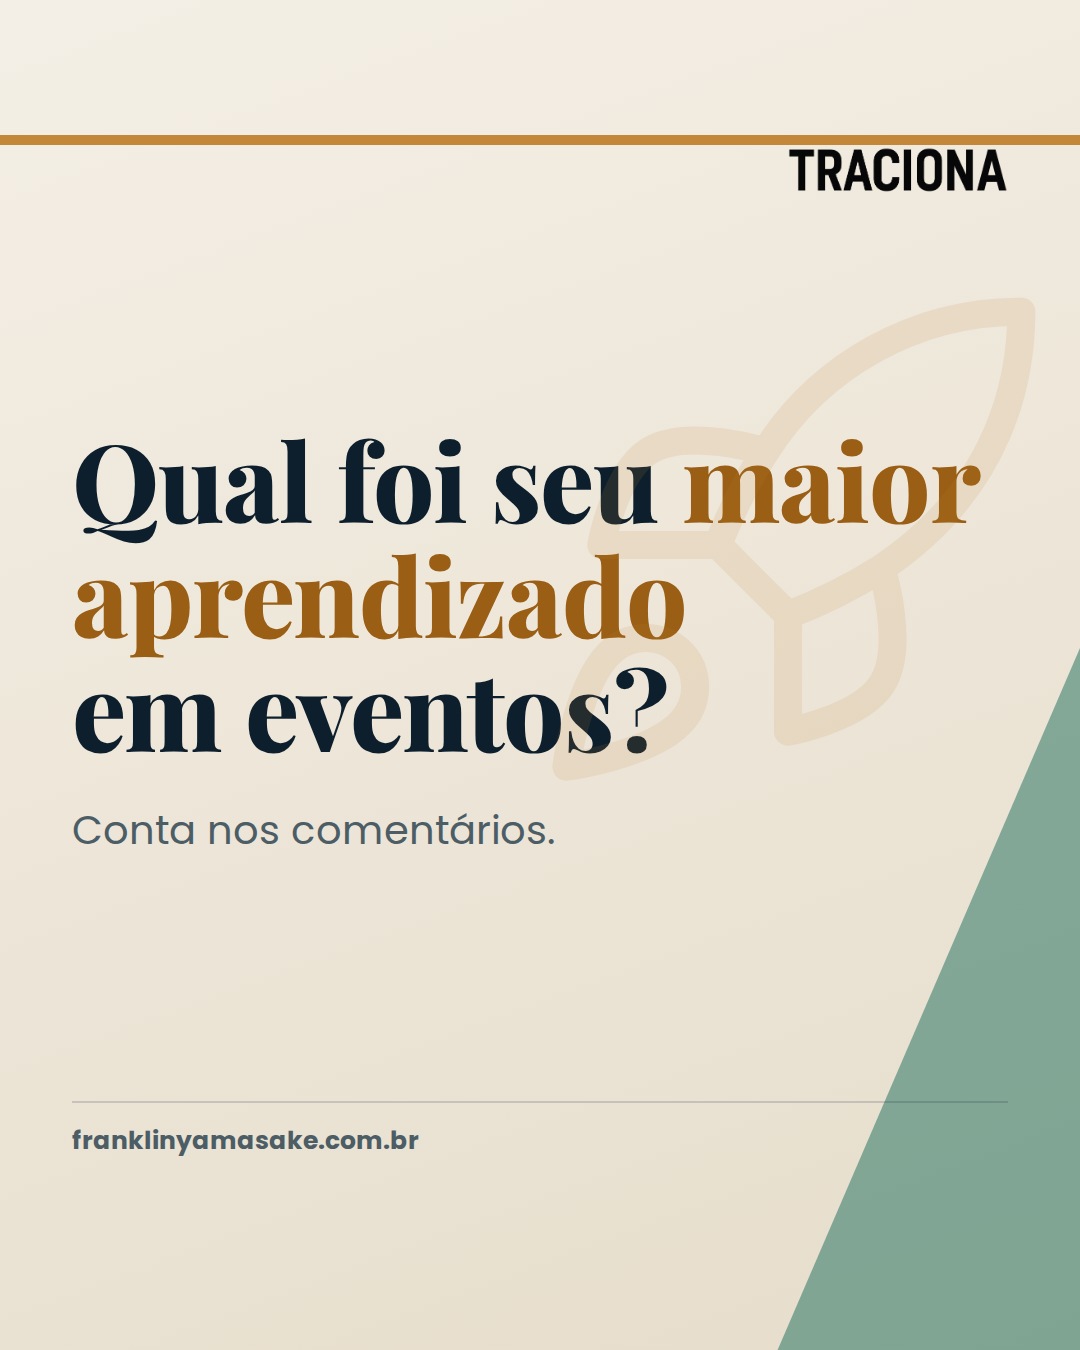 TRACIONA
Qual foi seu maior
aprendizado
em eventos?
Conta nos comentários.
franklinyamasake.com.br